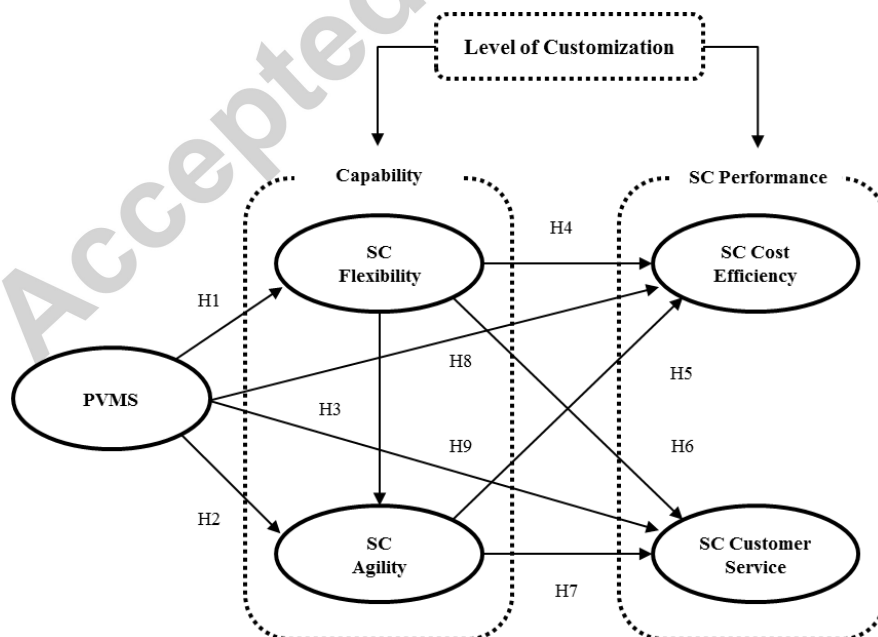 Level of Customization
Accepted
Capability
SC Performance
SC
Flexibility
H4
SC Cost
Efficiency
H1
H8
H5
PVMS
H3
H9
H6
H2
SC
Agility
SC Customer
Service
H7